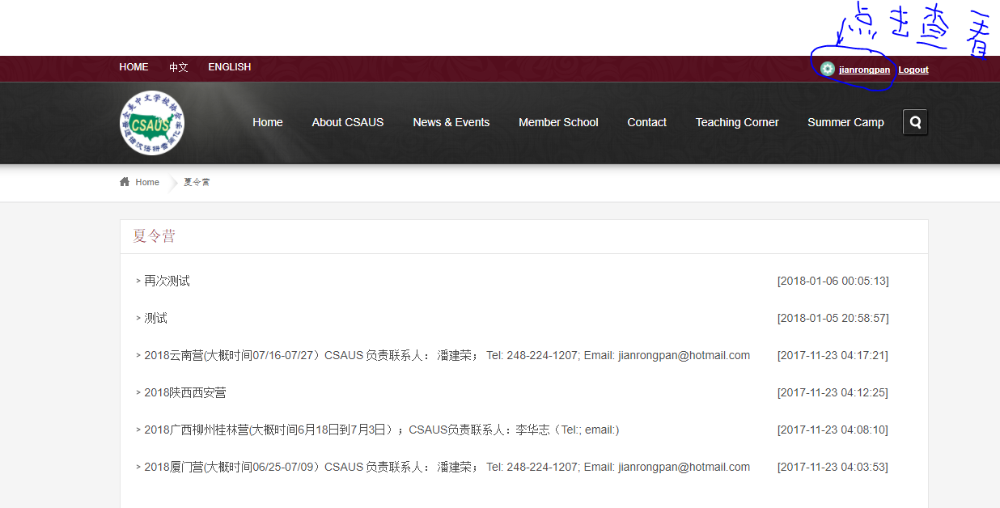 点击查看
HOME 中文 ENGLISH
jianrongpan Logout
全美中文学校协会
CSAUS
Home About CSAUS News & Events Member School Contact Teaching Corner Summer Camp
Home 夏令营
夏令营
> 再次测试 [2018-01-06 00:05:13]
> 测试 [2018-01-05 20:58:57]
> 2018云南营(大概时间07/16-07/27）CSAUS 负责联系人： 潘建荣； Tel: 248-224-1207; Email: jianrongpan@hotmail.com [2017-11-23 04:17:21]
> 2018陕西西安营 [2017-11-23 04:12:25]
> 2018广西柳州桂林营(大概时间6月18日到7月3日）；CSAUS负责联系人：李华志（Tel:; email:) [2017-11-23 04:08:10]
> 2018厦门营(大概时间06/25-07/09）CSAUS 负责联系人： 潘建荣； Tel: 248-224-1207; Email: jianrongpan@hotmail.com [2017-11-23 04:03:53]